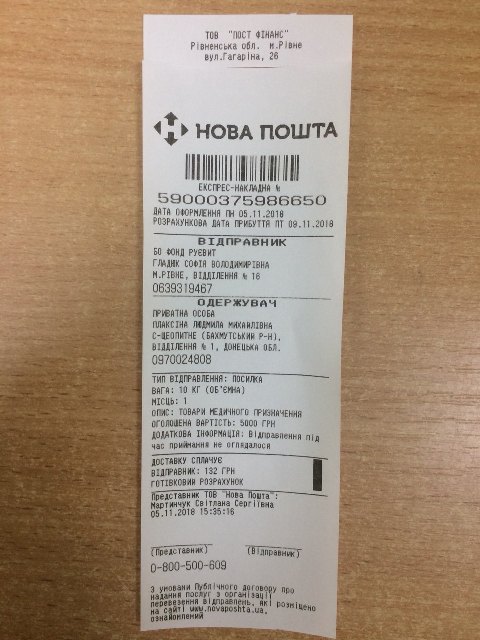 ТОВ "ПОСТ ФІНАНС"
Рівненська обл. м.Рівне
вул.Гагаріна, 26
НОВА ПОШТА
ЕКСПРЕС-НАКЛАДНА №
59000375986650
ДАТА ОФОРМЛЕННЯ ПН 05.11.2018
РОЗРАХУНКОВА ДАТА ПРИБУТТЯ ПТ 09.11.2018
ВІДПРАВНИК
БО ФОНД РУЄВИТ
ГЛАДЮК СОФІЯ ВОЛОДИМИРІВНА
М.РІВНЕ, ВІДДІЛЕННЯ № 16
0639319467
ОДЕРЖУВАЧ
ПРИВАТНА ОСОБА
ПЛАКСІНА ЛЮДМИЛА МИХАЙЛІВНА
(БАХМУТСЬКИЙ Р-Н),
ВІДДІЛЕННЯ № 1, ДОНЕЦЬКА ОБЛ.
0970024808
ТИП ВІДПРАВЛЕННЯ: ПОСИЛКА
ВАГА: 10 КГ (ОБ'ЄМНА)
МІСЦЬ: 1
ОПИС: ТОВАРИ МЕДИЧНОГО ПРИЗНАЧЕННЯ
ОГОЛОШЕНА ВАРТІСТЬ: 5000 ГРН
ДОДАТКОВА ІНФОРМАЦІЯ: Відправлення під
час приймання не оглядалося
ДОСТАВКУ СПЛАЧУЄ
ВІДПРАВНИК: 132 ГРН
ГОТІВКОВИЙ РОЗРАХУНОК
Представник ТОВ "Нова Пошта":
Мартинчук Світлана Сергіївна
05.11.2018 15:35:16
(Представник) (Відправник)
0-800-500-609
З умовами Публічного договору про
надання послуг з організації
перевезення відправлень, які розміщено
на сайті www.novaposhta.ua,
ознайомлений